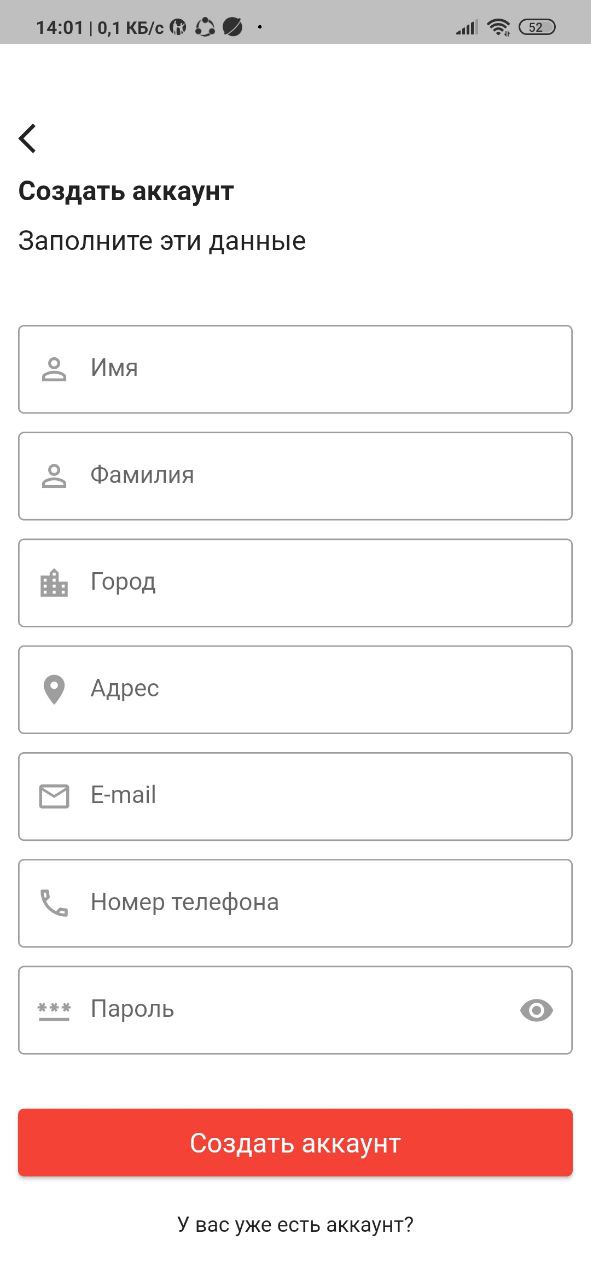 14:01 | 0,1 КБ/с
52
Создать аккаунт
Заполните эти данные
Имя
Фамилия
Город
Адрес
E-mail
Номер телефона
*** Пароль
Создать аккаунт
У вас уже есть аккаунт?